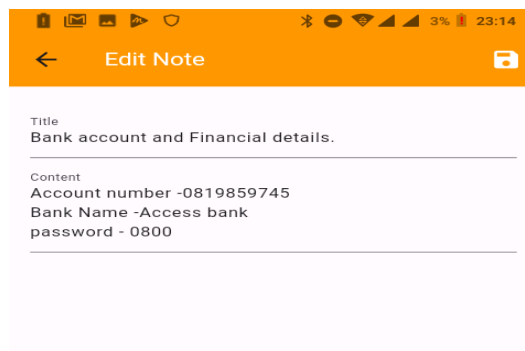 3% 23:14
Edit Note
Title
Bank account and Financial details.
Content
Account number -0819859745
Bank Name -Access bank
password - 0800